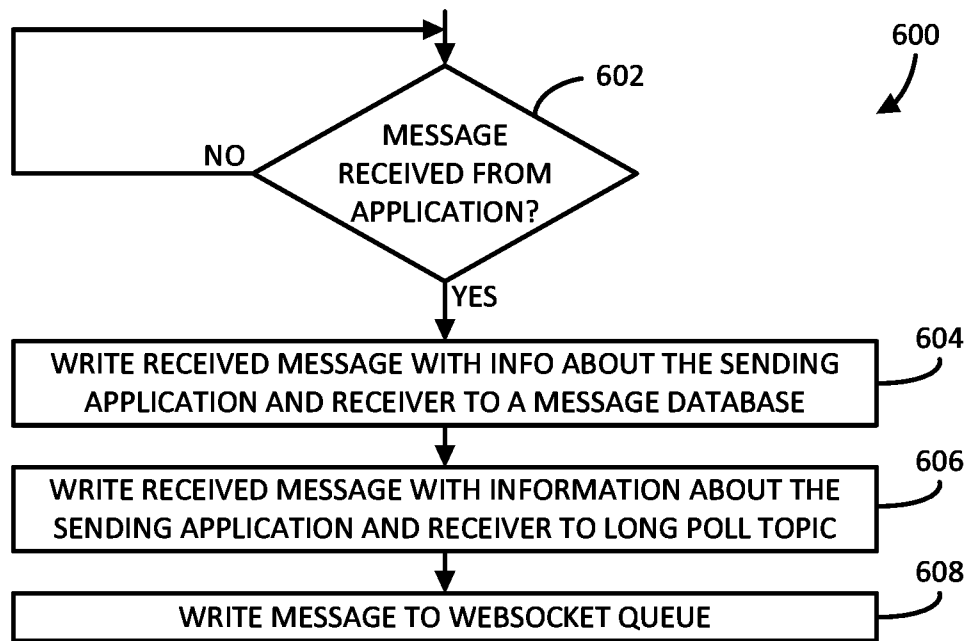 600
602
MESSAGE
RECEIVED FROM
APPLICATION?
NO
YES
604
WRITE RECEIVED MESSAGE WITH INFO ABOUT THE SENDING
APPLICATION AND RECEIVER TO A MESSAGE DATABASE
606
WRITE RECEIVED MESSAGE WITH INFORMATION ABOUT THE
SENDING APPLICATION AND RECEIVER TO LONG POLL TOPIC
608
WRITE MESSAGE TO WEBSOCKET QUEUE